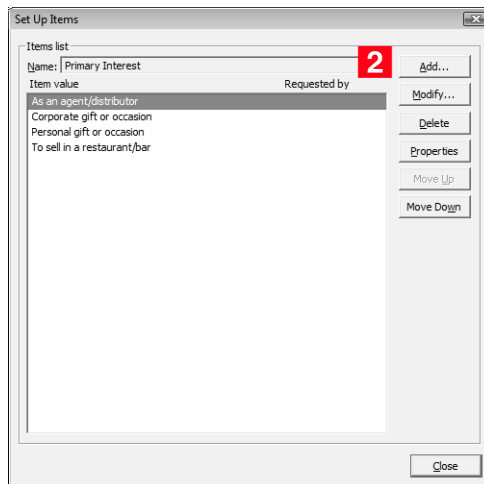 Set Up Items
Items list
Name: Primary Interest
2
Add...
Item value Requested by
Modify...
As an agent/distributor
Corporate gift or occasion
Delete
Personal gift or occasion
To sell in a restaurant/bar
Properties
Move Up
Move Down
Close